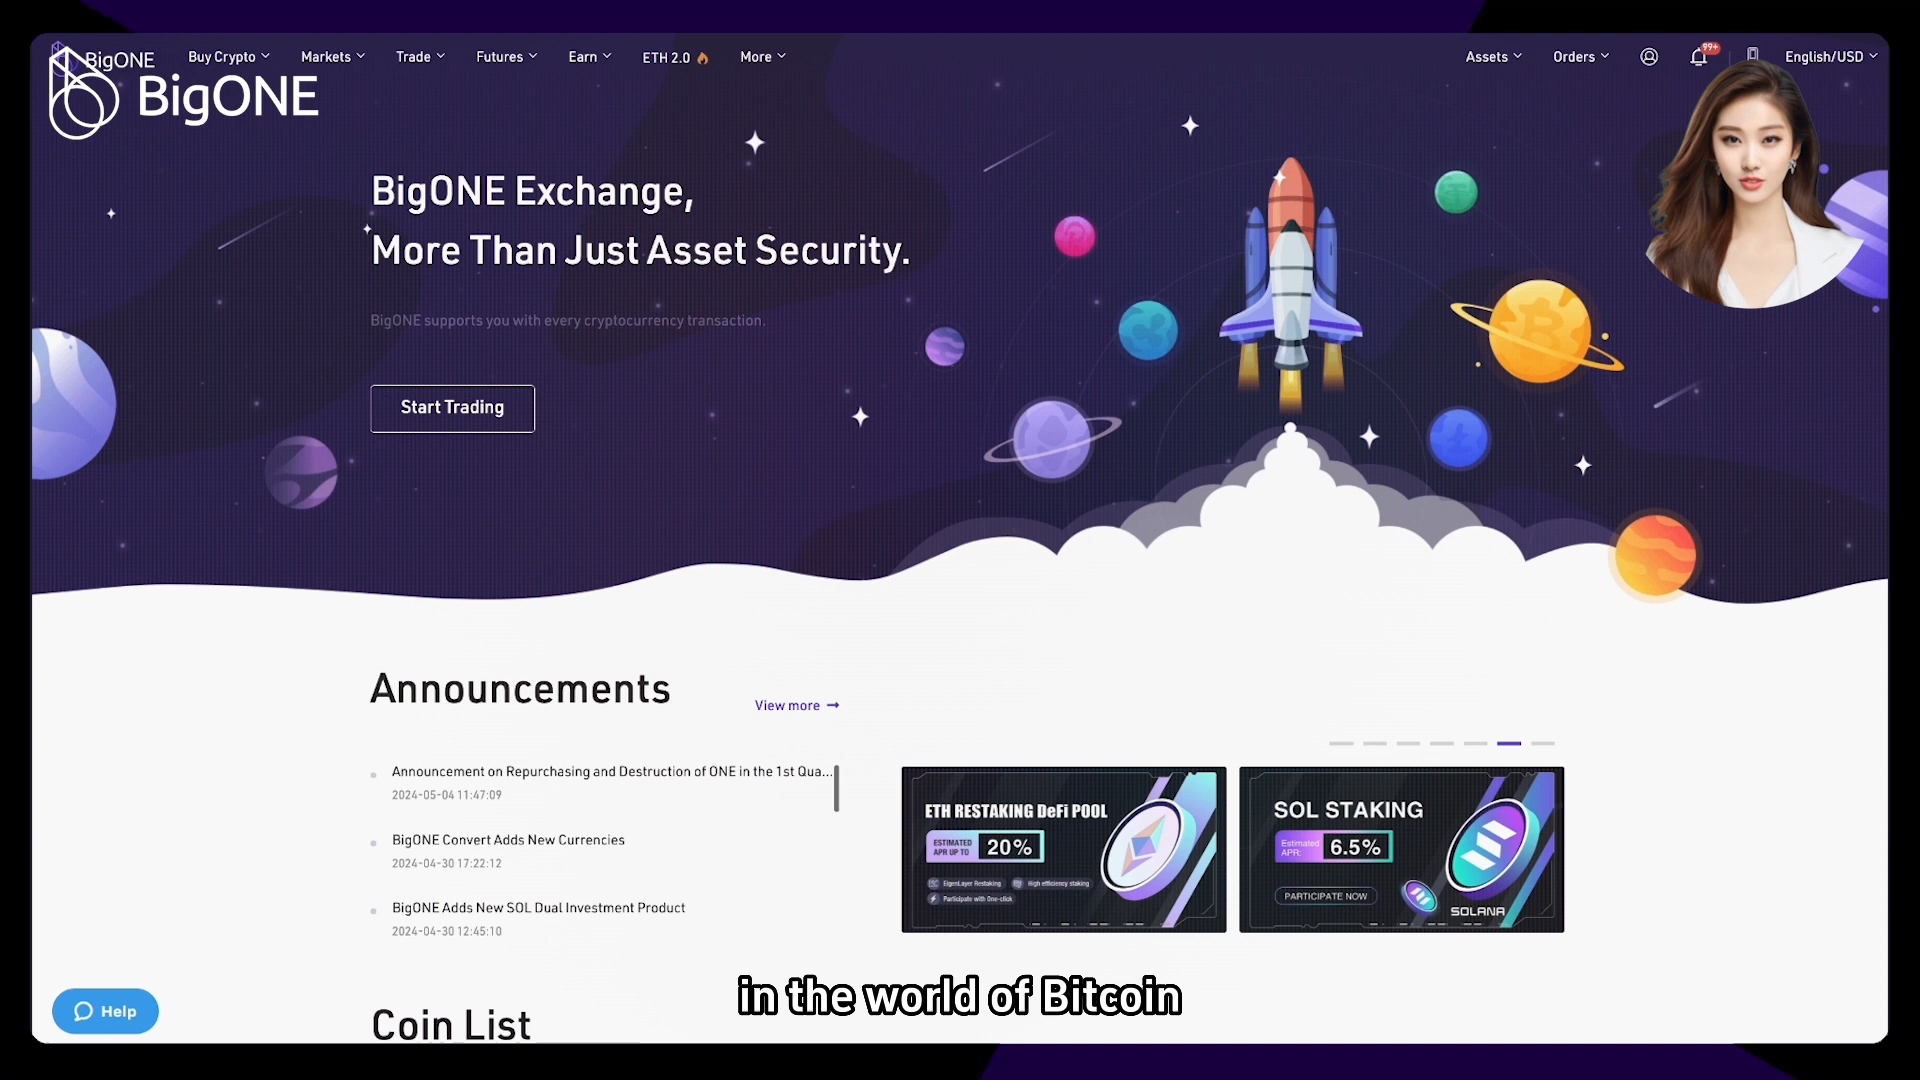 BigONE
Buy Crypto
Markets
Trade
Futures
Earn
ETH 2.0
More
Assets
Orders
99+
English/USD
BigONE
BigONE Exchange,
More Than Just Asset Security.
BigONE supports you with every cryptocurrency transaction.
Start Trading
Announcements
View more
Announcement on Repurchasing and Destruction of ONE in the 1st Qua...
2024-05-04 11:47:09
BigONE Convert Adds New Currencies
2024-04-30 17:22:12
BigONE Adds New SOL Dual Investment Product
2024-04-30 12:45:10
ETH RESTAKING DeFi POOL
ESTIMATED
APR UP TO
20%
EigenLayer Restaking
High efficiency staking
Participate with One-click
SOL STAKING
Estimated
APR:
6.5%
PARTICIPATE NOW
SOLANA
in the world of Bitcoin
Help
Coin List